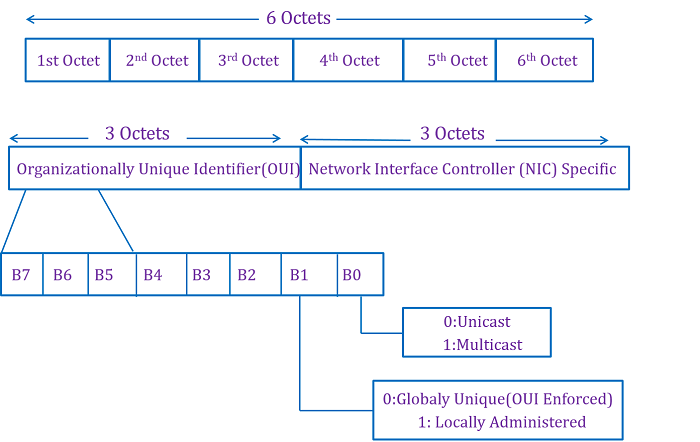 6 Octets
1st Octet 2nd Octet 3rd Octet 4th Octet 5th Octet 6th Octet
3 Octets 3 Octets
Organizationally Unique Identifier(OUI) Network Interface Controller (NIC) Specific
B7 B6 B5 B4 B3 B2 B1 B0
0:Unicast
1:Multicast
0:Globaly Unique(OUI Enforced)
1: Locally Administered